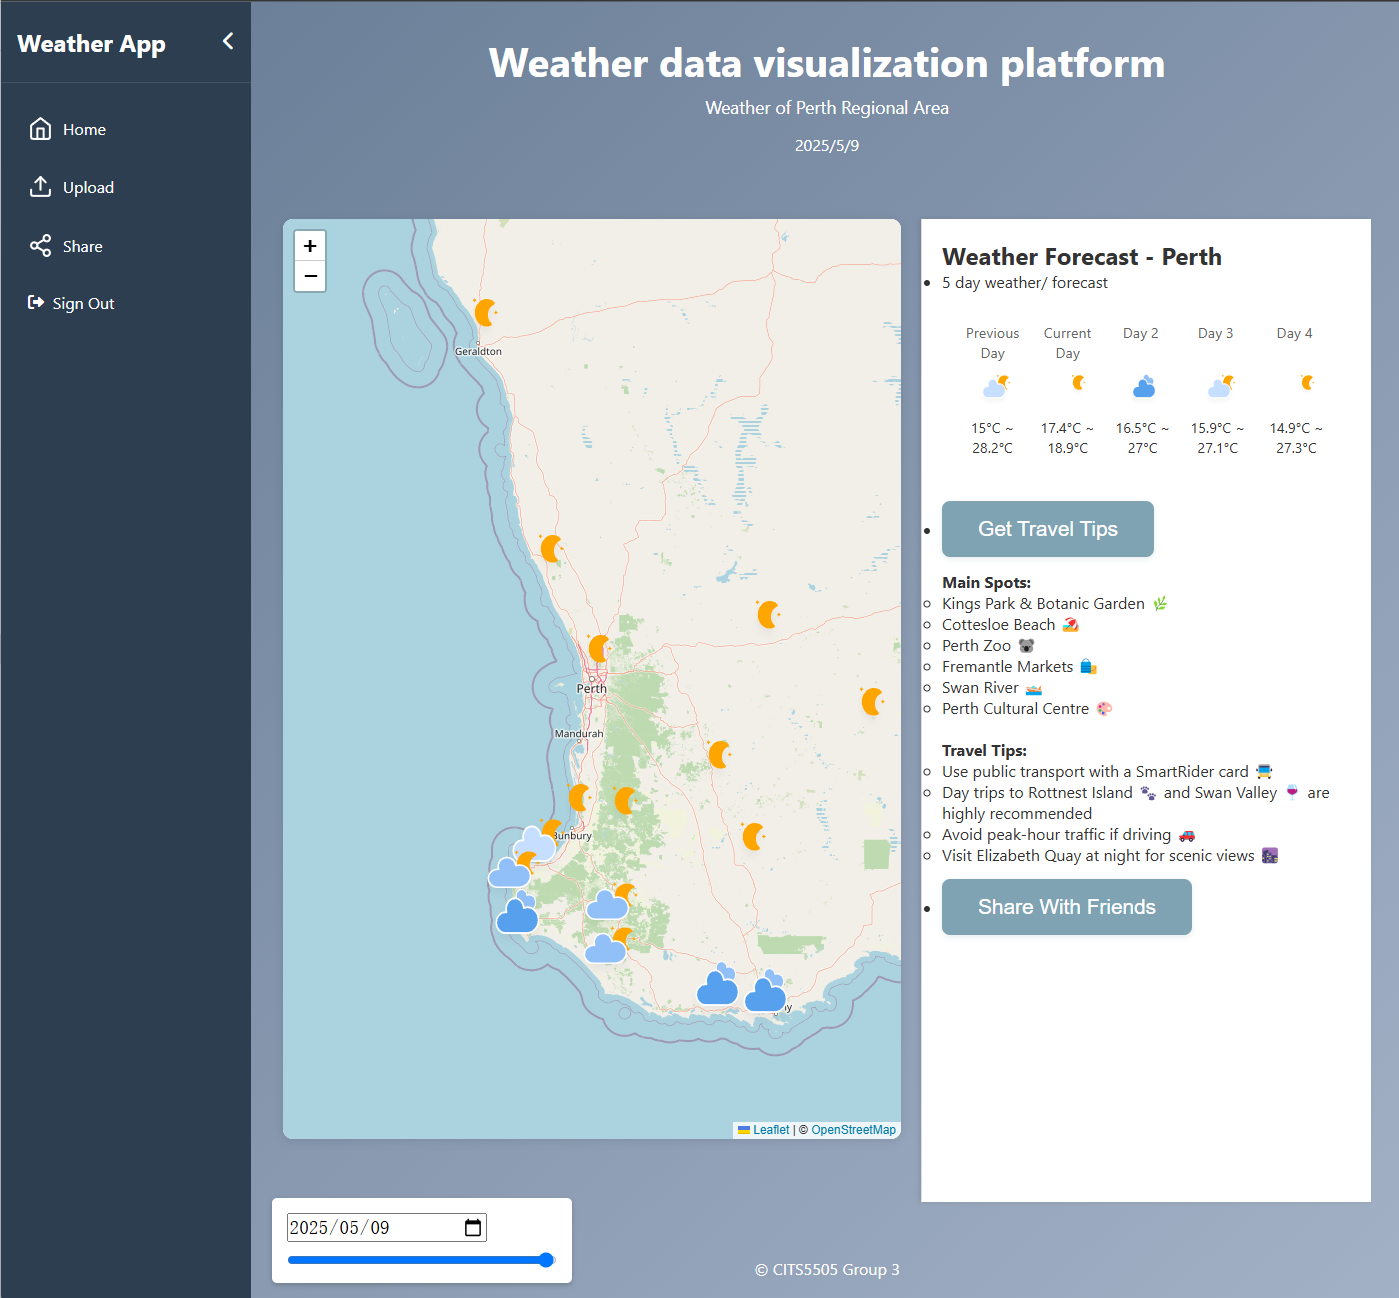 Weather App
Home
Upload
Share
Sign Out
Weather data visualization platform
Weather of Perth Regional Area
2025/5/9
+
−
Geraldton
Perth
Mandurah
Bunbury
Leaflet | © OpenStreetMap
Weather Forecast - Perth
5 day weather/ forecast
Previous Day
15°C ~ 28.2°C
Current Day
17.4°C ~ 18.9°C
Day 2
16.5°C ~ 27°C
Day 3
15.9°C ~ 27.1°C
Day 4
14.9°C ~ 27.3°C
Get Travel Tips
Main Spots:
Kings Park & Botanic Garden 🌿
Cottesloe Beach 🏖️
Perth Zoo 🐨
Fremantle Markets 🛍️
Swan River 🚤
Perth Cultural Centre 🎨
Travel Tips:
Use public transport with a SmartRider card 🚍
Day trips to Rottnest Island 🐾 and Swan Valley 🍷 are
highly recommended
Avoid peak-hour traffic if driving 🚗
Visit Elizabeth Quay at night for scenic views 🌃
Share With Friends
2025/05/09
© CITS5505 Group 3